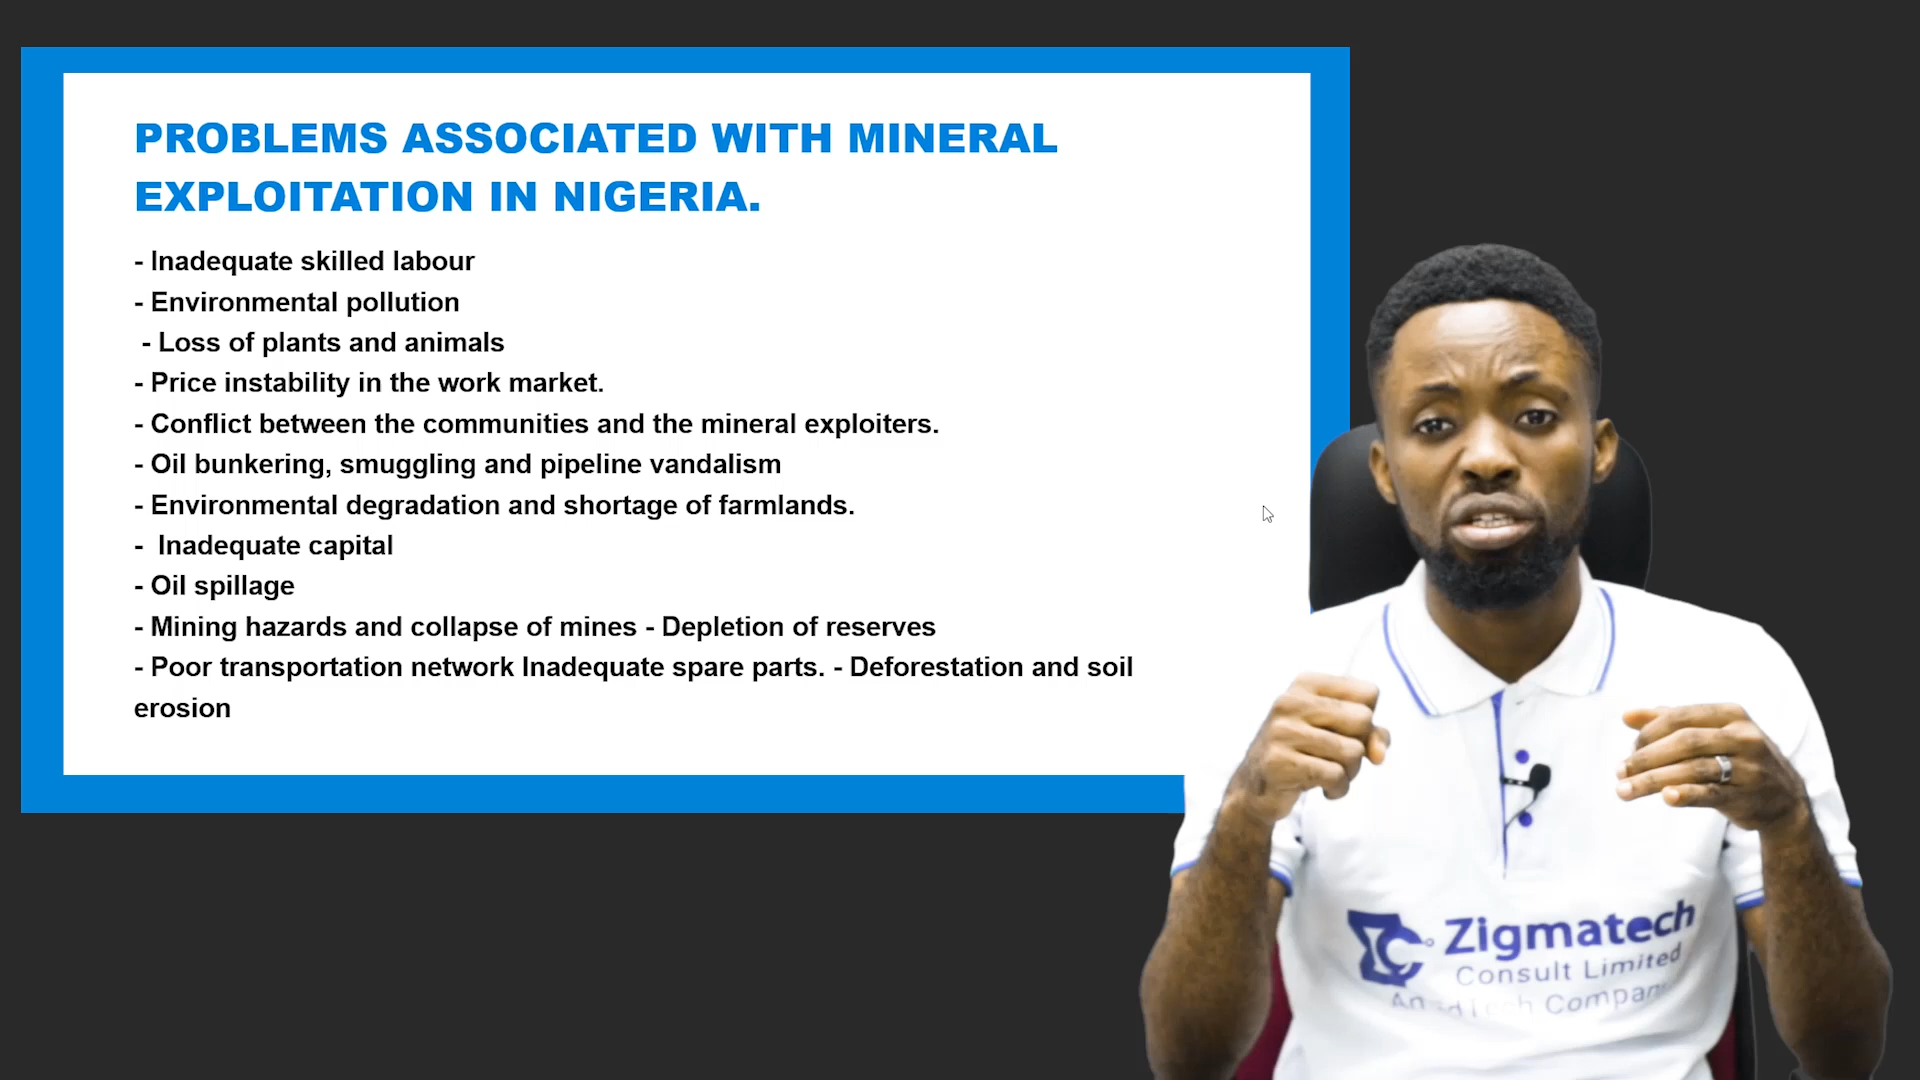 PROBLEMS ASSOCIATED WITH MINERAL
EXPLOITATION IN NIGERIA.
- Inadequate skilled labour
- Environmental pollution
- Loss of plants and animals
- Price instability in the work market.
- Conflict between the communities and the mineral exploiters.
- Oil bunkering, smuggling and pipeline vandalism
- Environmental degradation and shortage of farmlands.
- Inadequate capital
- Oil spillage
- Mining hazards and collapse of mines - Depletion of reserves
- Poor transportation network Inadequate spare parts. - Deforestation and soil
erosion
Zigmatech
Consult Limited